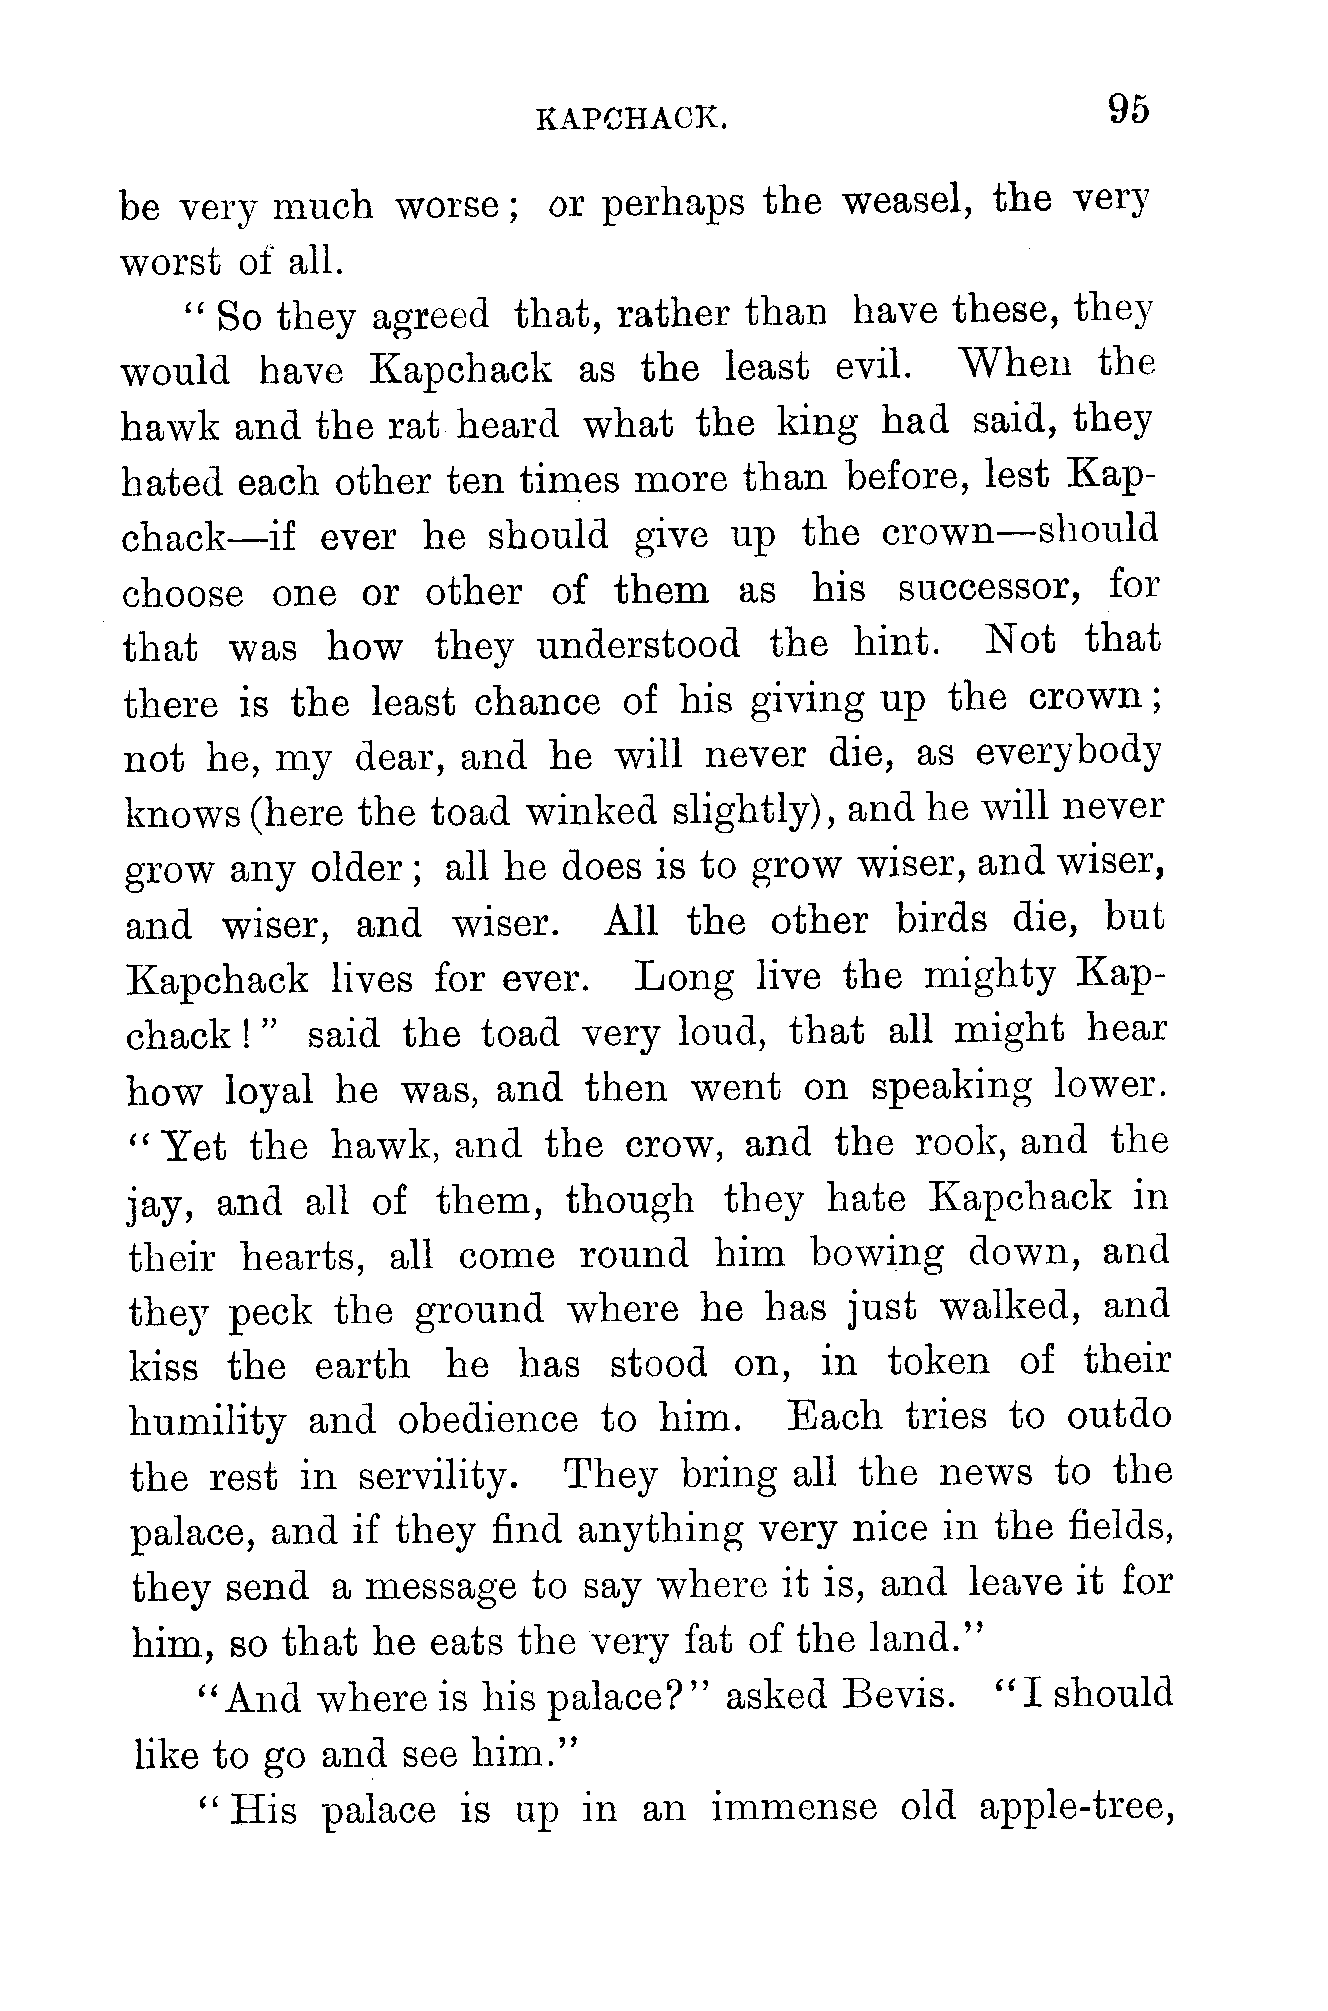 KAPCHACK. 95
be very much worse; or perhaps the weasel, the very
worst of all.
“So they agreed that, rather than have these, they
would have Kapchack as the least evil. When the
hawk and the rat heard what the king had said, they
hated each other ten times more than before, lest Kap-
chack—if ever he should give up the crown—should
choose one or other of them as his successor, for
that was how they understood the hint. Not that
there is the least chance of his giving up the crown;
not he, my dear, and he will never die, as everybody
knows (here the toad winked slightly), and he will never
grow any older; all he does is to grow wiser, and wiser,
and wiser, and wiser. All the other birds die, but
Kapchack lives for ever. Long live the mighty Kap-
chack!” said the toad very loud, that all might hear
how loyal he was, and then went on speaking lower.
“Yet the hawk, and the crow, and the rook, and the
jay, and all of them, though they hate Kapchack in
their hearts, all come round him bowing down, and
they peck the ground where he has just walked, and
kiss the earth he has stood on, in token of their
humility and obedience to him. Each tries to outdo
the rest in servility. They bring all the news to the
palace, and if they find anything very nice in the fields,
they send a message to say where it is, and leave it for
him, so that he eats the very fat of the land.”
“And where is his palace?” asked Bevis. “I should
like to go and see him.”
“His palace is up in an immense old apple-tree,